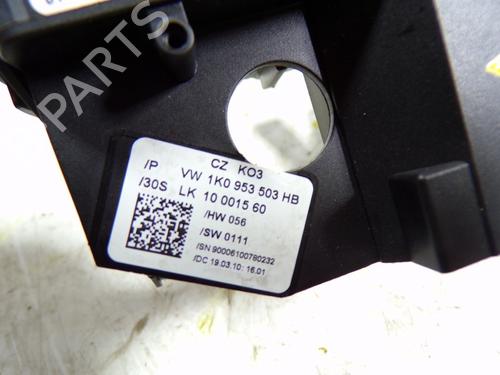 PARTS
CZ KO3
/P VW 1K0 953 503 HB
/30S LK 10 0015 60
/HW 056
/SW 0111
/SN 90006100780232
/DC 19.03.10: 16.01